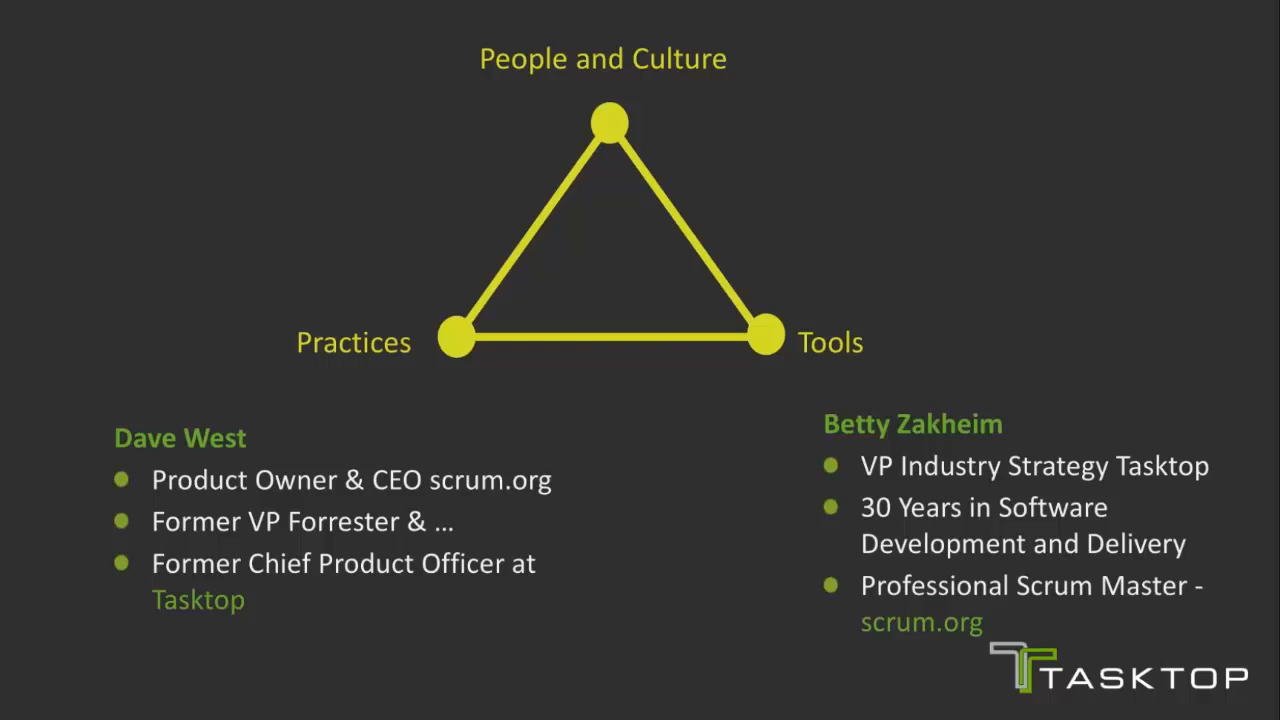 People and Culture
Practices
Tools
Dave West
Product Owner & CEO scrum.org
Former VP Forrester & ...
Former Chief Product Officer at
Tasktop
Betty Zakheim
VP Industry Strategy Tasktop
30 Years in Software
Development and Delivery
Professional Scrum Master -
scrum.org
TASKTOP